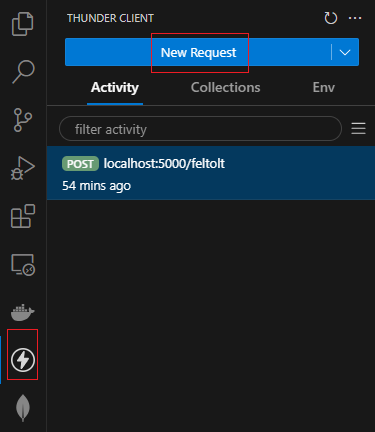 THUNDER CLIENT
New Request
Activity Collections Env
filter activity
POST localhost:5000/feltolt
54 mins ago